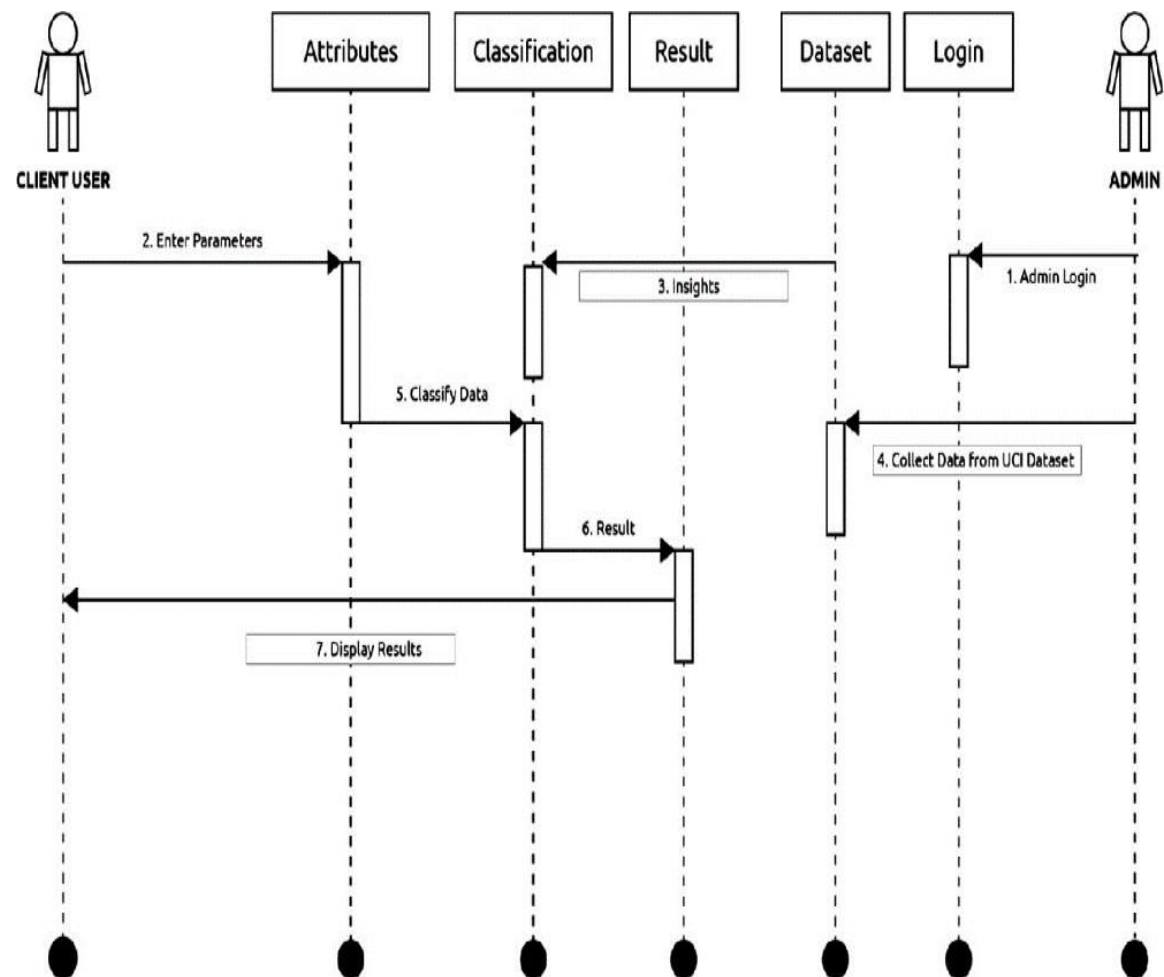 Attributes
Classification
Result
Dataset
Login
CLIENT USER
ADMIN
2. Enter Parameters
3. Insights
1. Admin Login
5. Classify Data
4. Collect Data from UCI Dataset
6. Result
7. Display Results